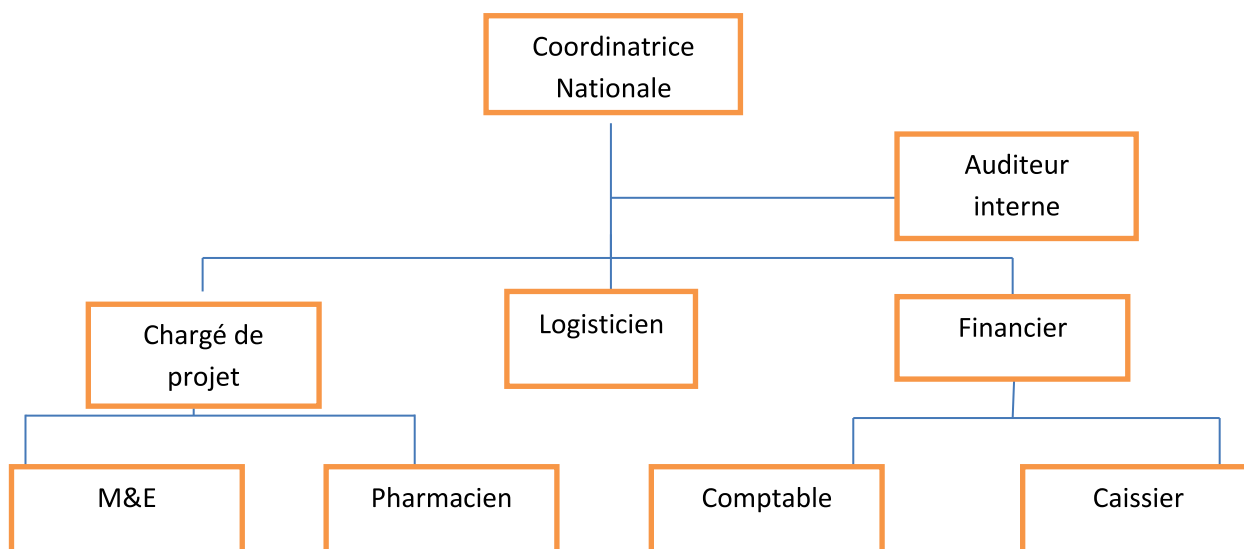 Coordinatrice
Nationale
Auditeur
interne
Chargé de
projet
Logisticien
Financier
M&E
Pharmacien
Comptable
Caissier